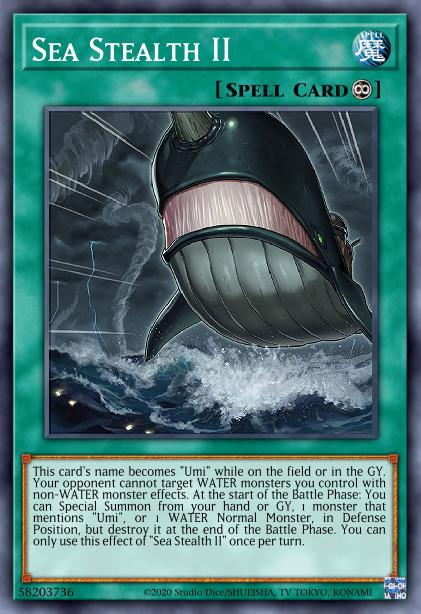 Sea Stealth II
SPELL
魔
[Spell Card]
This card's name becomes "Umi" while on the field or in the GY.
Your opponent cannot target WATER monsters you control with
non-WATER monster effects. At the start of the Battle Phase: You
can Special Summon from your hand or GY, 1 monster that
mentions "Umi", or 1 WATER Normal Monster, in Defense
Position, but destroy it at the end of the Battle Phase. You can
only use this effect of "Sea Stealth II" once per turn.
58203736
©2020 Studio Dice/SHUEISHA, TV TOKYO, KONAMI